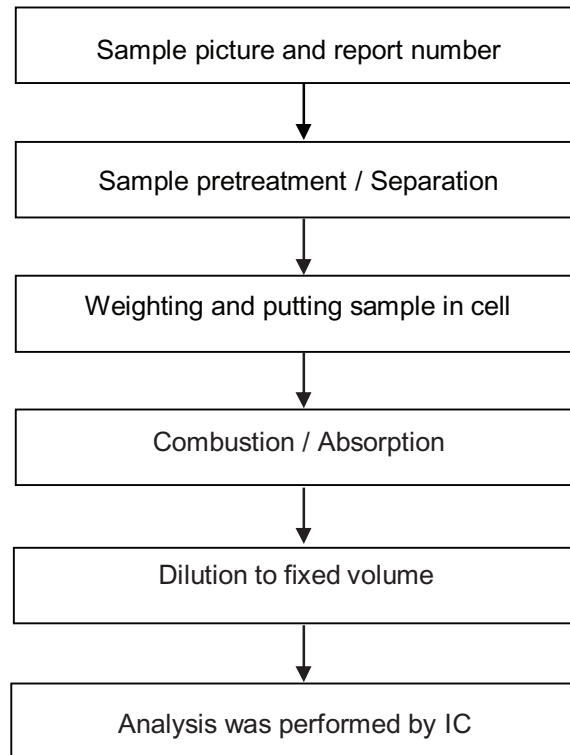 Sample picture and report number
Sample pretreatment / Separation
Weighting and putting sample in cell
Combustion / Absorption
Dilution to fixed volume
Analysis was performed by IC